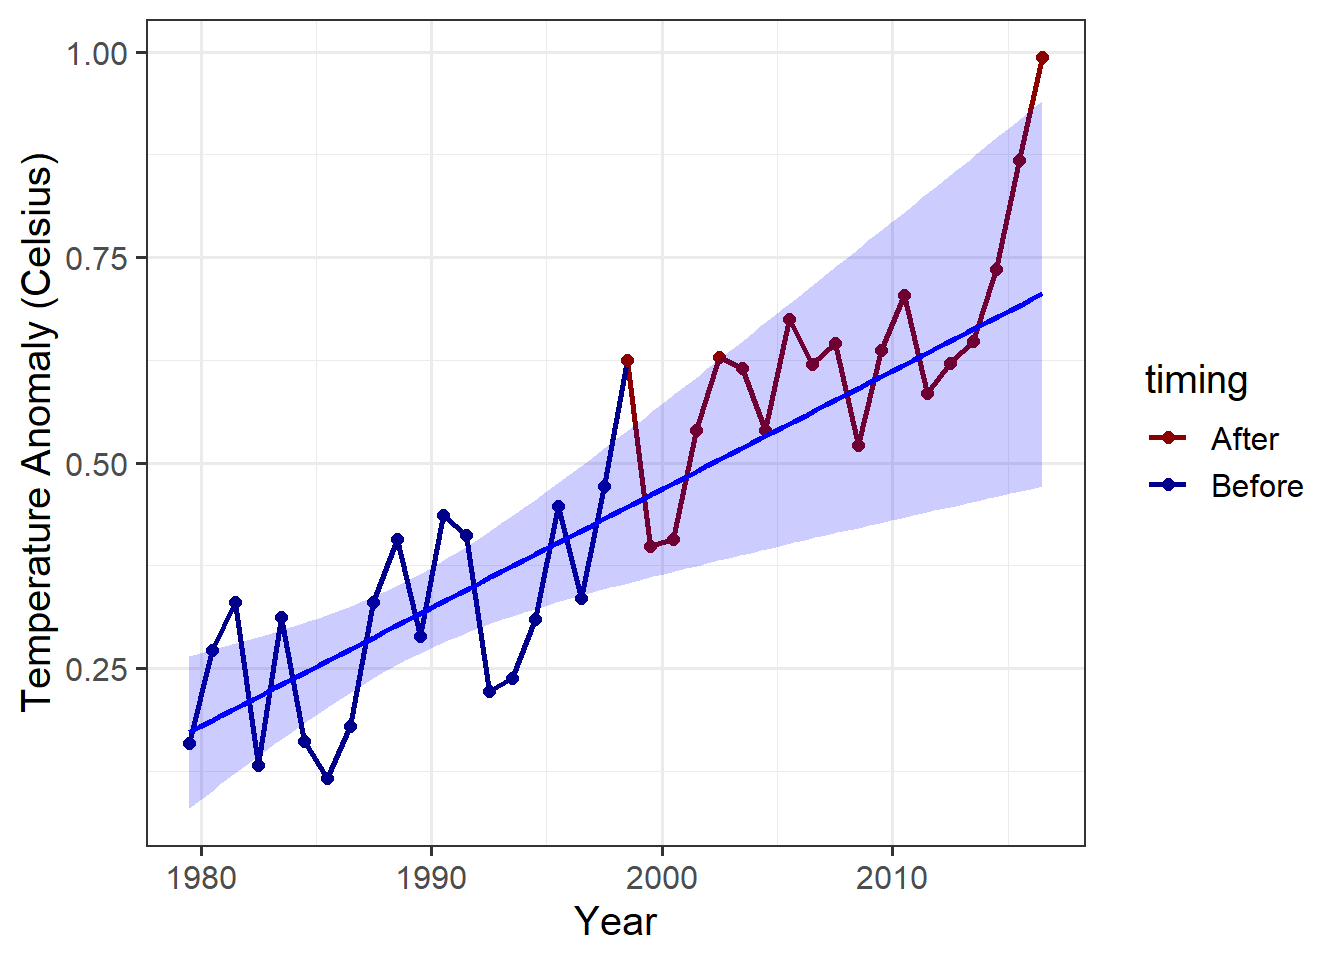 1.00
0.75
0.50
0.25
Temperature Anomaly (Celsius)
1980 1990 2000 2010
Year
timing
After
Before